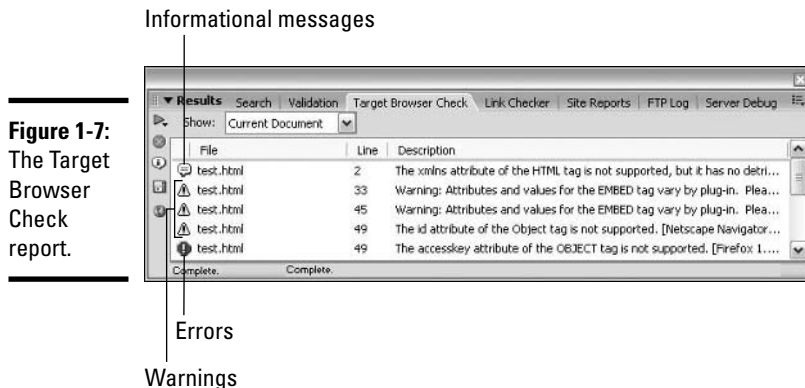 Informational messages
Figure 1-7:
The Target
Browser
Check
report.
Results Search Validation Target Browser Check Link Checker Site Reports FTP Log Server Debug
Show: Current Document
File Line Description
test.html 2 The xmlns attribute of the HTML tag is not supported, but it has no detri...
test.html 33 Warning: Attributes and values for the EMBED tag vary by plug-in. Plea...
test.html 45 Warning: Attributes and values for the EMBED tag vary by plug-in. Plea...
test.html 49 The id attribute of the Object tag is not supported. [Netscape Navigator...
test.html 49 The accesskey attribute of the OBJECT tag is not supported. [Firefox 1....
Complete. Complete.
Errors
Warnings